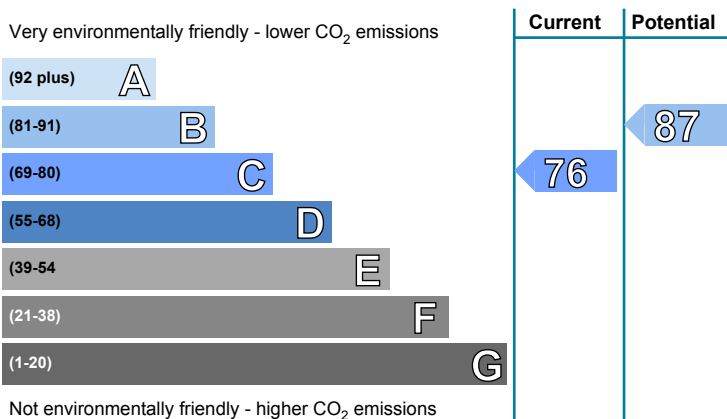 Very environmentally friendly - lower CO2 emissions
Current
Potential
(92 plus) A
(81-91) B
87
(69-80) C
76
(55-68) D
(39-54 E
(21-38) F
(1-20) G
Not environmentally friendly - higher CO2 emissions